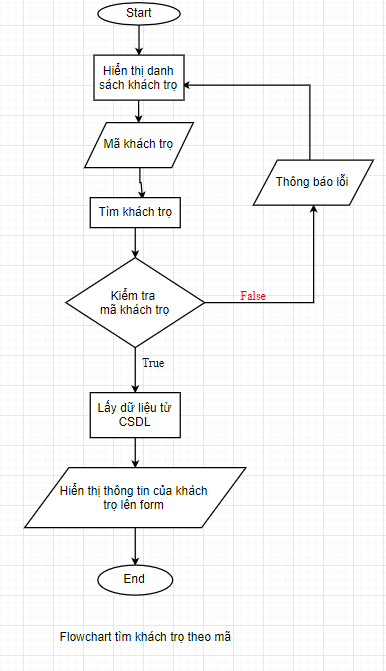 Start
Hiển thị danh
sách khách trọ
Mã khách trọ
Thông báo lỗi
Tìm khách trọ
Kiểm tra
mã khách trọ
False
True
Lấy dữ liệu từ
CSDL
Hiển thị thông tin của khách
trọ lên form
End
Flowchart tìm khách trọ theo mã